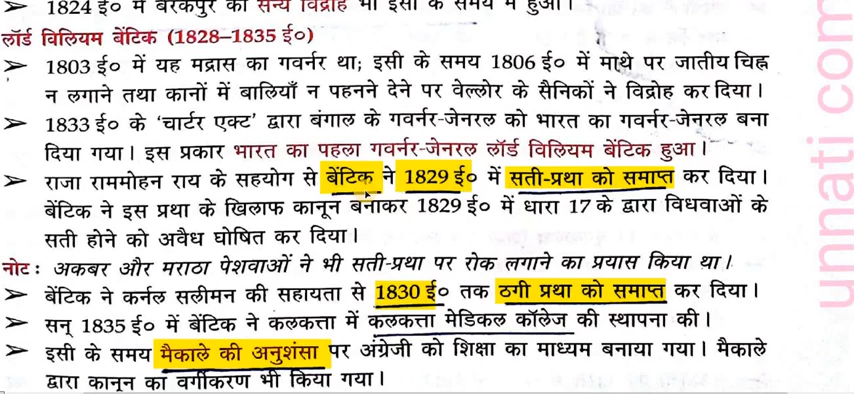 ➤ 1824 ई० में बैरकपुर का सैन्य विद्रोह भी इसी के समय में हुआ।
लॉर्ड विलियम बेंटिक (1828–1835 ई०)
➤ 1803 ई० में यह मद्रास का गवर्नर था; इसी के समय 1806 ई० में माथे पर जातीय चिह्न
न लगाने तथा कानों में बालियाँ न पहनने देने पर वेल्लोर के सैनिकों ने विद्रोह कर दिया।
➤ 1833 ई० के ‘चार्टर एक्ट’ द्वारा बंगाल के गवर्नर-जेनरल को भारत का गवर्नर-जेनरल बना
दिया गया। इस प्रकार भारत का पहला गवर्नर-जेनरल लॉर्ड विलियम बेंटिक हुआ।
➤ राजा राममोहन राय के सहयोग से बेंटिक ने 1829 ई० में सती-प्रथा को समाप्त कर दिया।
बेंटिक ने इस प्रथा के खिलाफ कानून बनाकर 1829 ई० में धारा 17 के द्वारा विधवाओं के
सती होने को अवैध घोषित कर दिया।
नोट : अकबर और मराठा पेशवाओं ने भी सती-प्रथा पर रोक लगाने का प्रयास किया था।
➤ बेंटिक ने कर्नल सलीमन की सहायता से 1830 ई० तक ठगी प्रथा को समाप्त कर दिया।
➤ सन् 1835 ई० में बेंटिक ने कलकत्ता में कलकत्ता मेडिकल कॉलेज की स्थापना की।
➤ इसी के समय मैकाले की अनुशंसा पर अंग्रेजी को शिक्षा का माध्यम बनाया गया। मैकाले
द्वारा कानून का वर्गीकरण भी किया गया।
unnati com